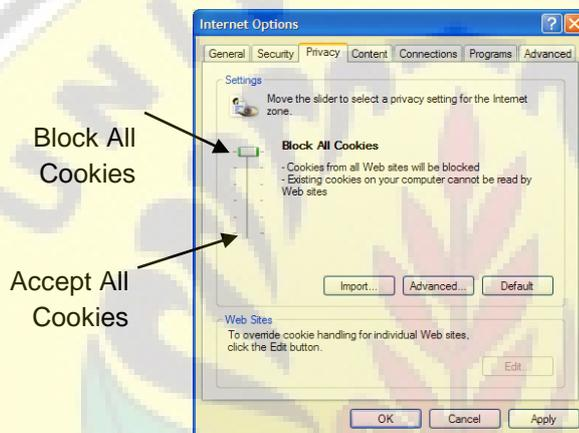 Internet Options
General Security Privacy Content Connections Programs Advanced
Settings
Move the slider to select a privacy setting for the Internet
zone.
Block All
Cookies
Block All Cookies
- Cookies from all Web sites will be blocked
- Existing cookies on your computer cannot be read by
Web sites
Accept All
Cookies
Import... Advanced... Default
Web Sites
To override cookie handling for individual Web sites,
click the Edit button.
Edit...
OK Cancel Apply